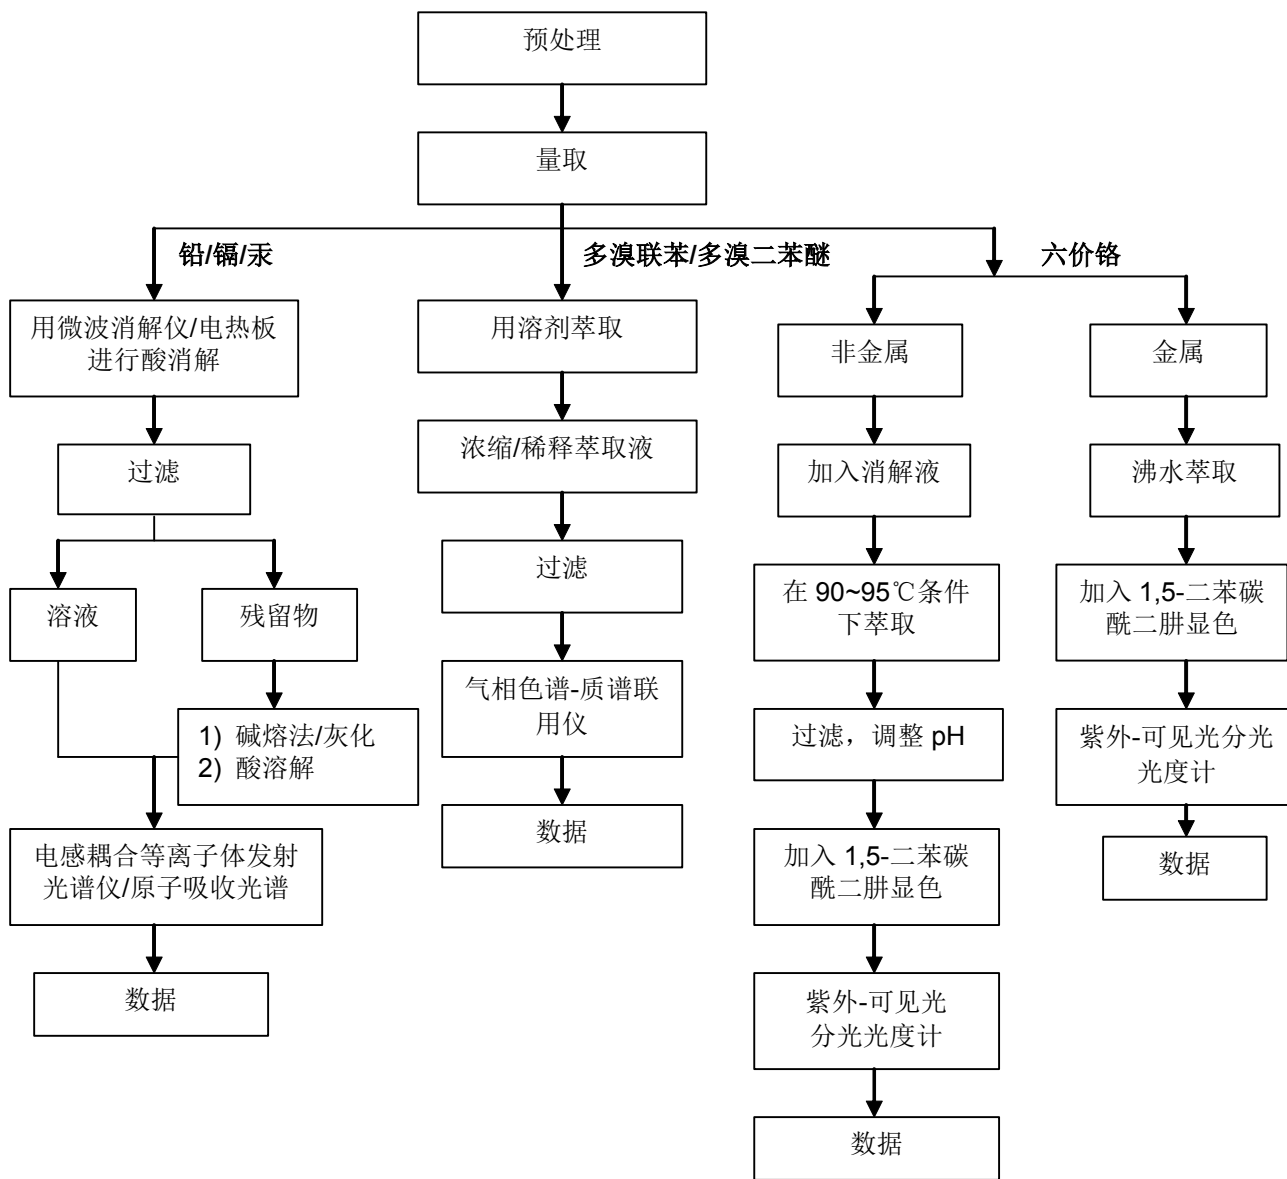 预处理
量取
铅/镉/汞
多溴联苯/多溴二苯醚
六价铬
用微波消解仪/电热板
进行酸消解
过滤
溶液
残留物
1) 碱熔法/灰化
2) 酸溶解
电感耦合等离子体发射
光谱仪/原子吸收光谱
数据
用溶剂萃取
浓缩/稀释萃取液
过滤
气相色谱-质谱联
用仪
数据
非金属
加入消解液
在 90~95℃条件
下萃取
过滤，调整 pH
加入 1,5-二苯碳
酰二肼显色
紫外-可见光
分光光度计
数据
金属
沸水萃取
加入 1,5-二苯碳
酰二肼显色
紫外-可见光分光
光度计
数据